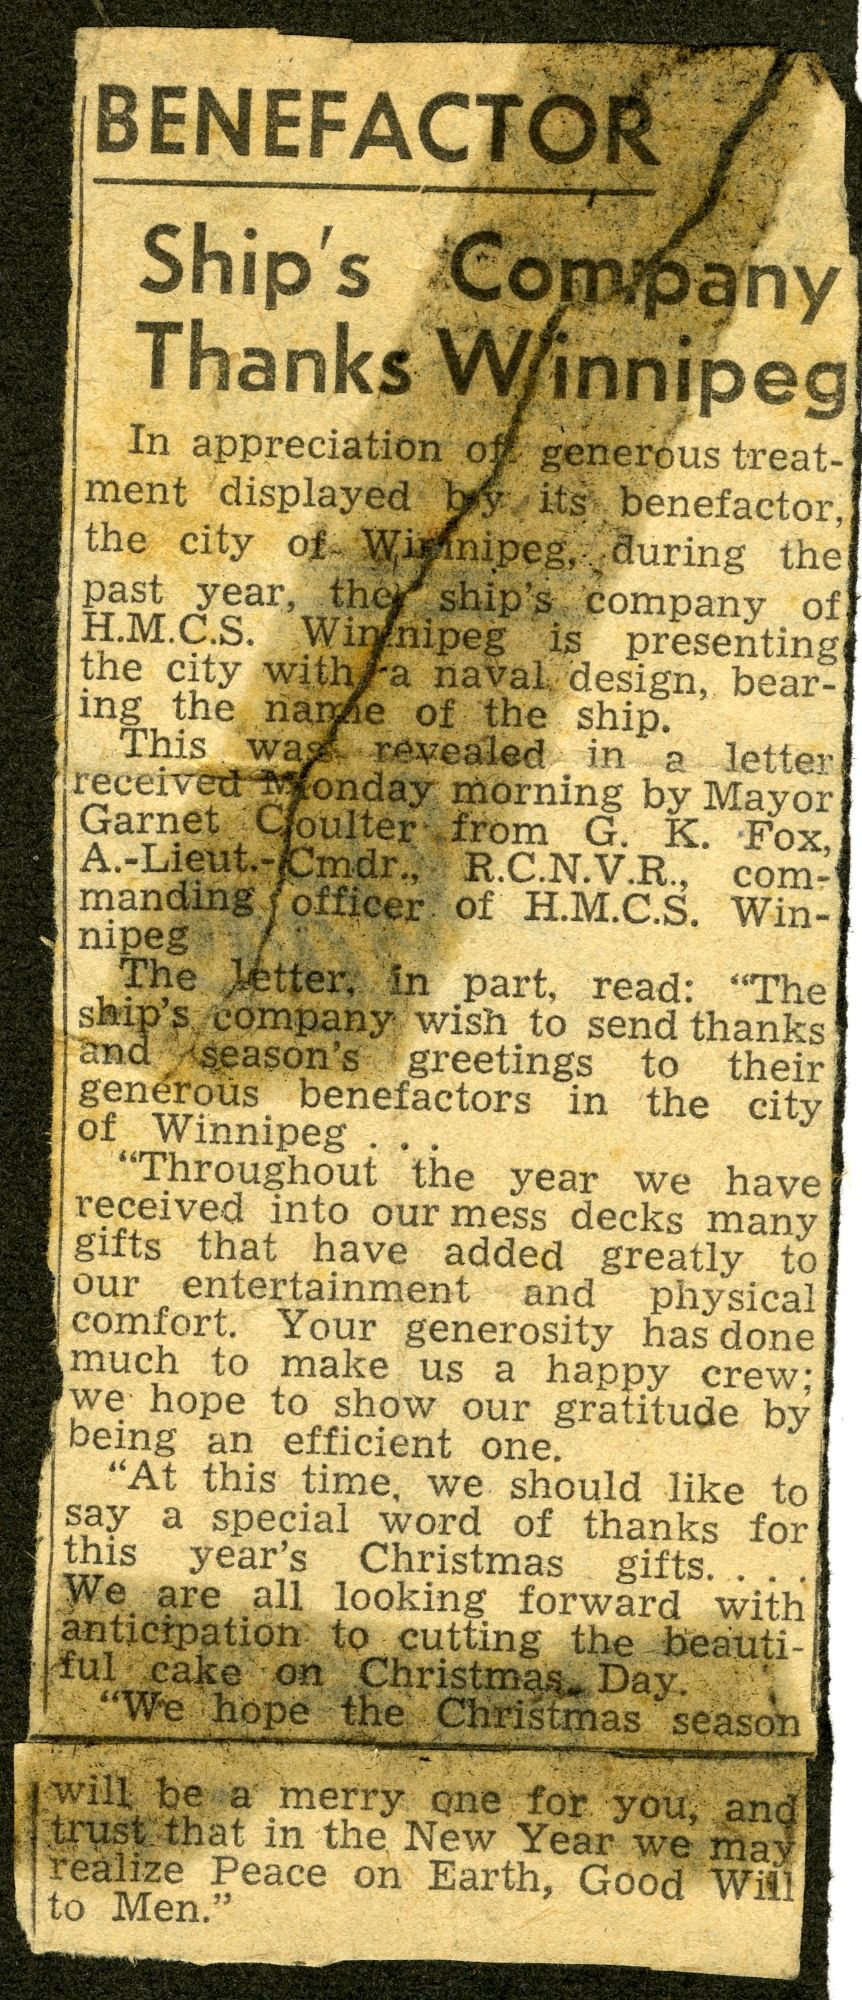 BENEFACTOR
Ship's Company
Thanks Winnipeg
In appreciation of generous treat-
ment displayed by its benefactor,
the city of Winnipeg, during the
past year, the ship's company of
H.M.C.S. Winnipeg is presenting
the city with a naval design, bear-
ing the name of the ship.
This was revealed in a letter
received Monday morning by Mayor
Garnet Coulter from G. K. Fox,
A.-Lieut.-Cmdr., R.C.N.V.R., com-
manding officer of H.M.C.S. Win-
nipeg
The letter, in part, read: “The
ship's company wish to send thanks
and season's greetings to their
generous benefactors in the city
of Winnipeg . . .
“Throughout the year we have
received into our mess decks many
gifts that have added greatly to
our entertainment and physical
comfort. Your generosity has done
much to make us a happy crew;
we hope to show our gratitude by
being an efficient one.
“At this time, we should like to
say a special word of thanks for
this year's Christmas gifts. . . .
We are all looking forward with
anticipation to cutting the beauti-
ful cake on Christmas Day.
“We hope the Christmas season
will be a merry one for you, and
trust that in the New Year we may
realize Peace on Earth, Good Will
to Men.”